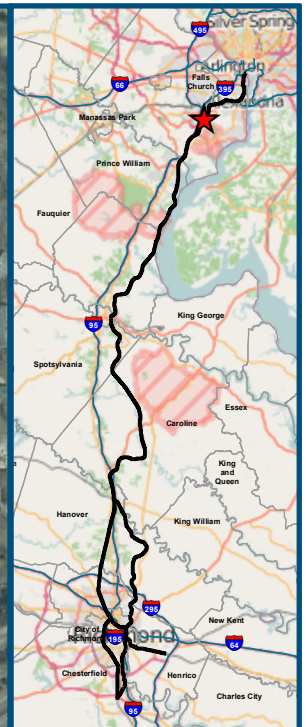 495
Silver Spring
Arlington
Falls
Church
395
66
Manassas Park
Prince William
Fauquier
King George
95
Spotsylvania
Essex
Caroline
King
and
Queen
Hanover
King William
295
New Kent
City of
Richmond
195
64
Chesterfield
Henrico
95
Charles City